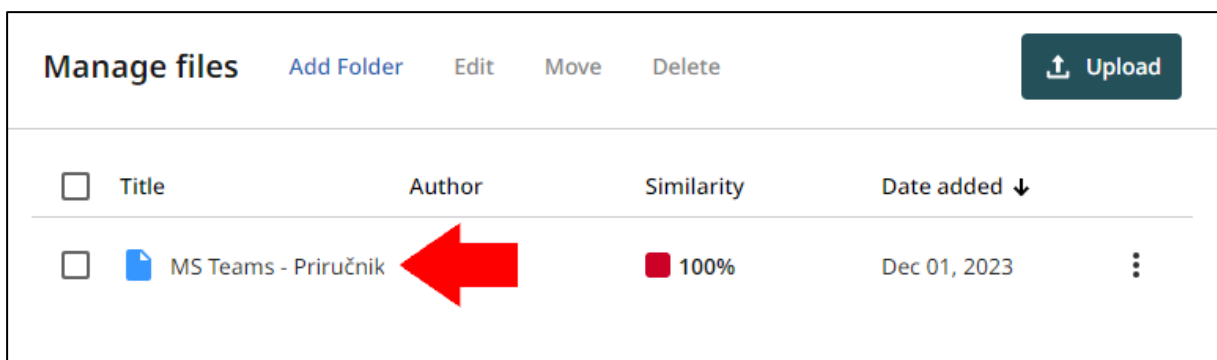 Manage files Add Folder Edit Move Delete Upload
Title Author Similarity Date added ↓
MS Teams - Priručnik 100% Dec 01, 2023